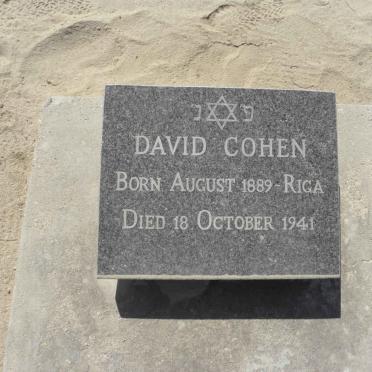 פ נ
DAVID COHEN
BORN AUGUST 1889 - RIGA
DIED 18 OCTOBER 1941